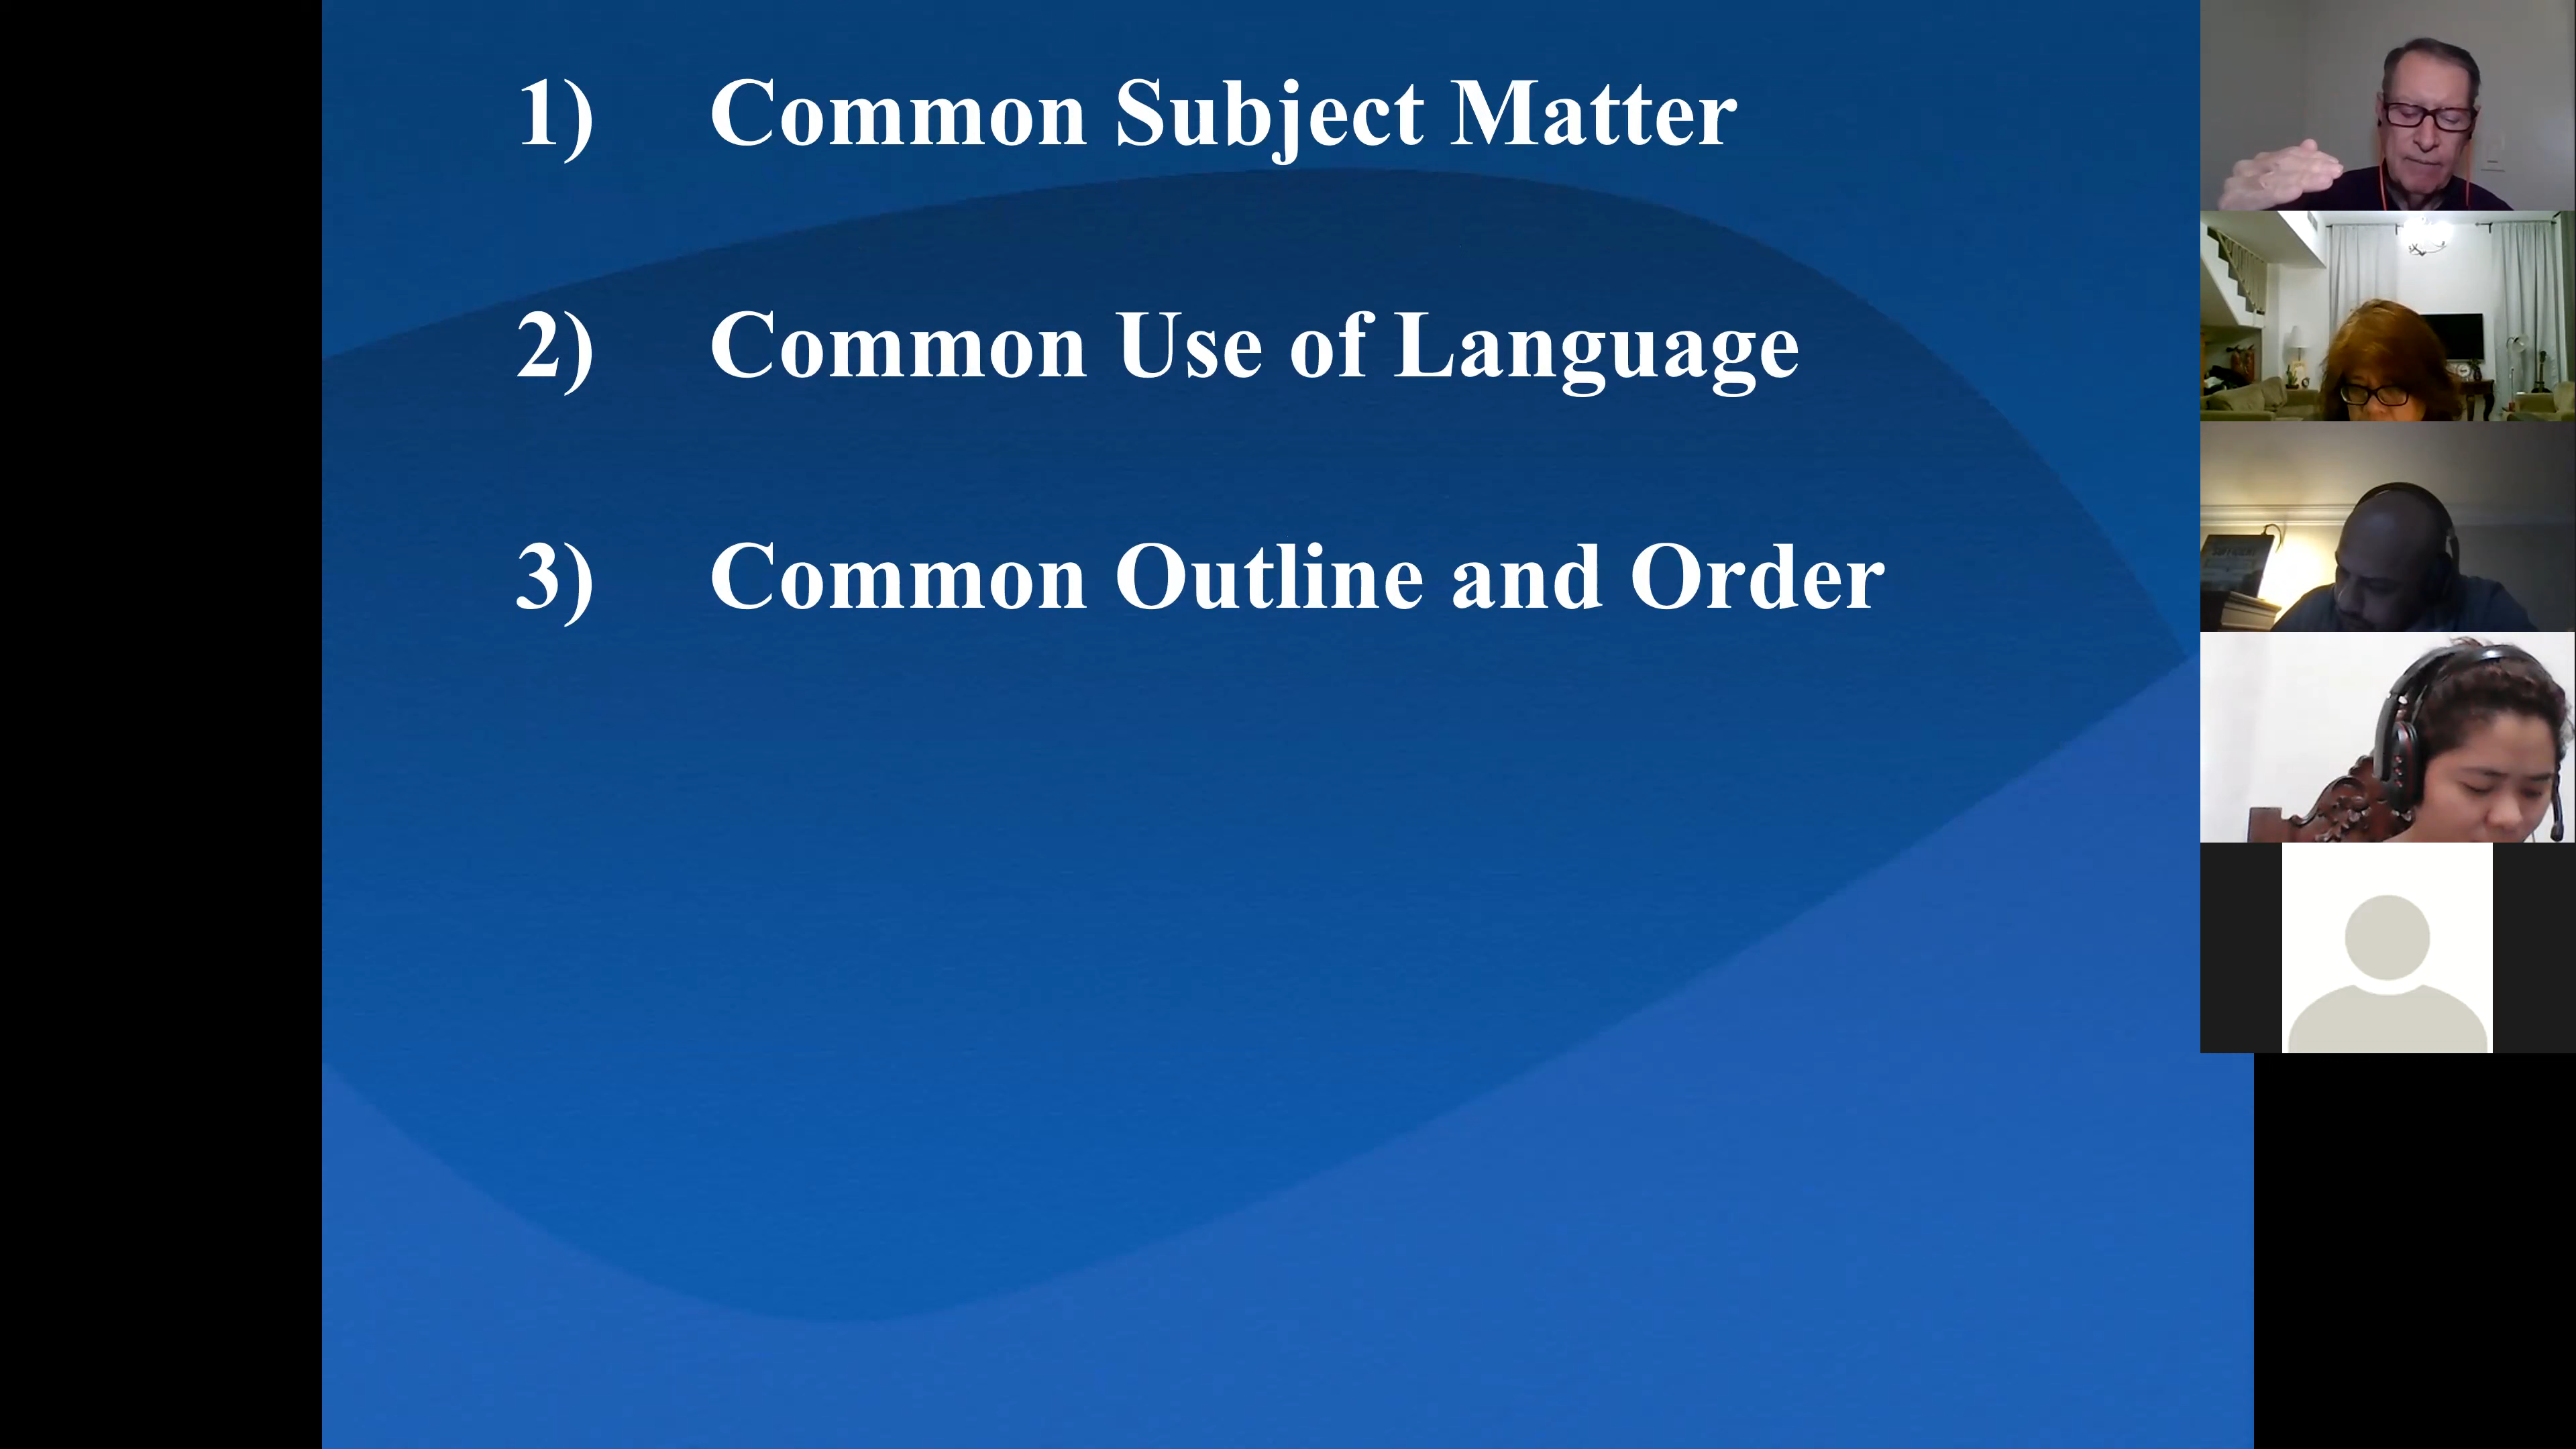 1) Common Subject Matter
2) Common Use of Language
3) Common Outline and Order